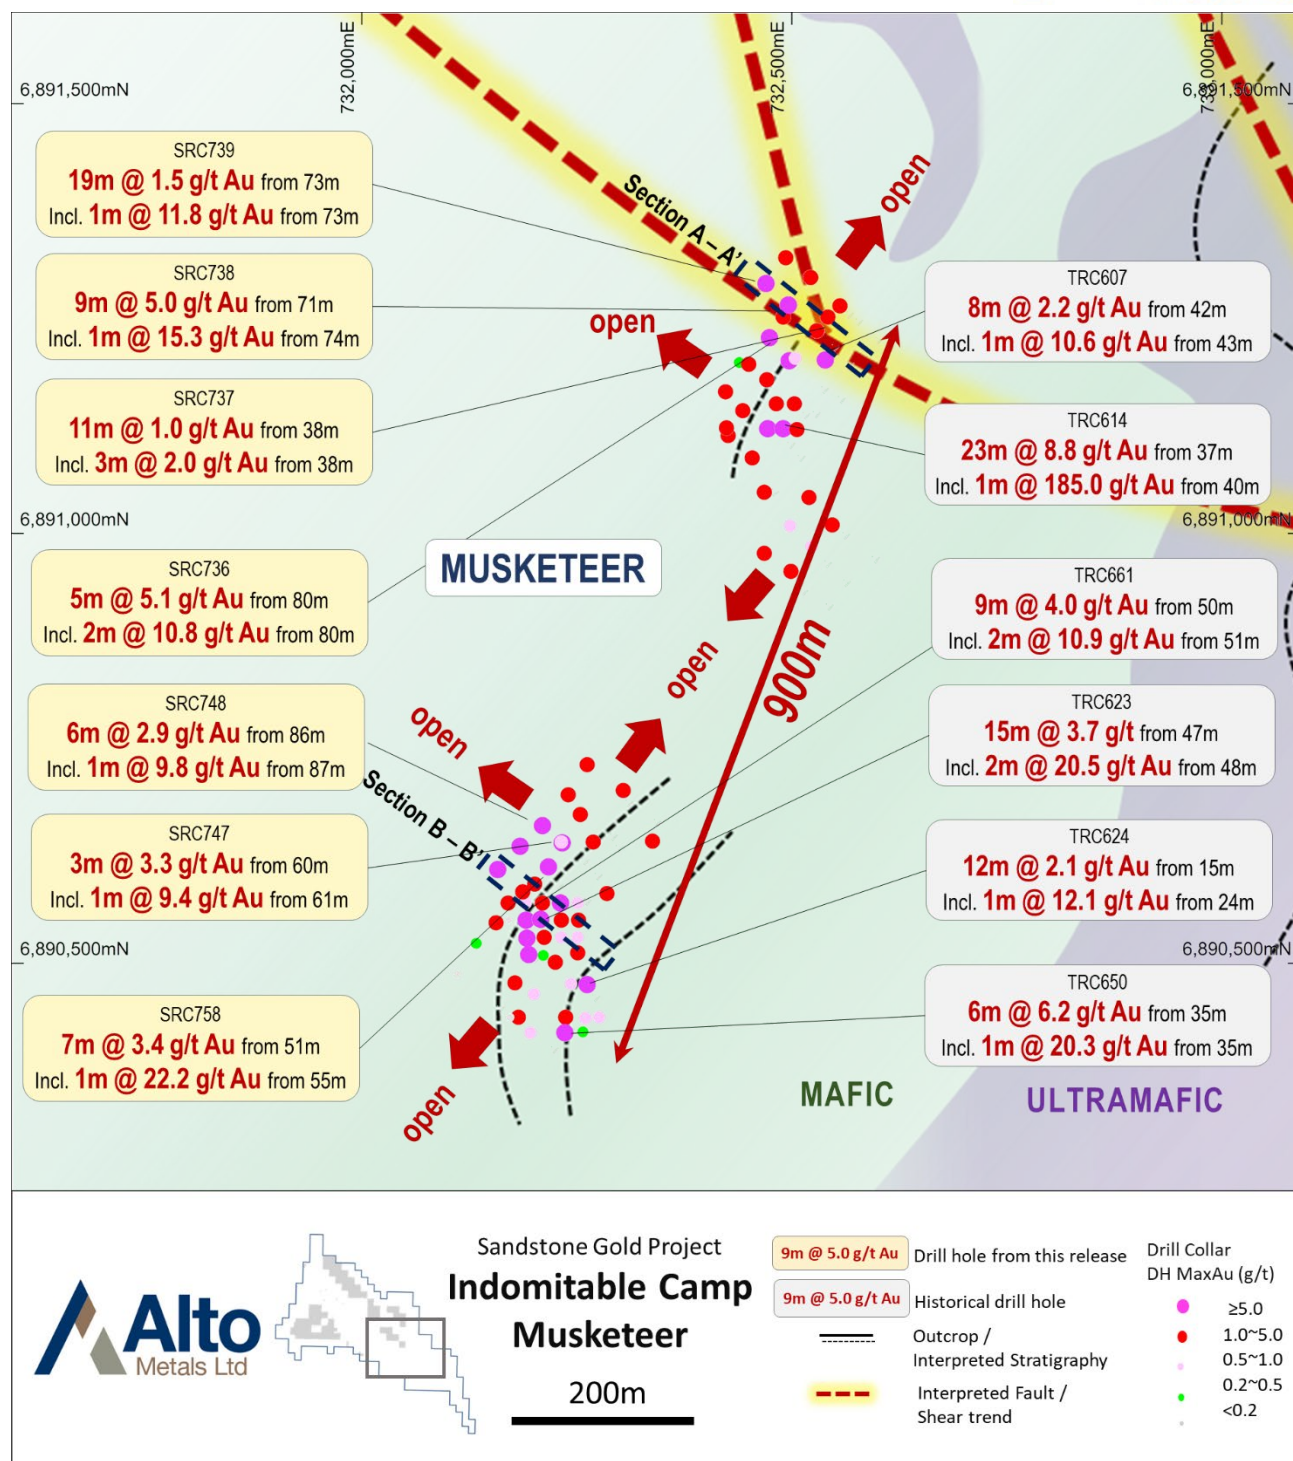 732,000mE
732,500mE
733,000mE
6,891,500mN
6,891,500mN
SRC739
19m @ 1.5 g/t Au from 73m
Incl. 1m @ 11.8 g/t Au from 73m
SRC738
9m @ 5.0 g/t Au from 71m
Incl. 1m @ 15.3 g/t Au from 74m
SRC737
11m @ 1.0 g/t Au from 38m
Incl. 3m @ 2.0 g/t Au from 38m
Section A – A'
open
open
TRC607
8m @ 2.2 g/t Au from 42m
Incl. 1m @ 10.6 g/t Au from 43m
TRC614
23m @ 8.8 g/t Au from 37m
Incl. 1m @ 185.0 g/t Au from 40m
6,891,000mN
6,891,000mN
MUSKETEER
SRC736
5m @ 5.1 g/t Au from 80m
Incl. 2m @ 10.8 g/t Au from 80m
TRC661
9m @ 4.0 g/t Au from 50m
Incl. 2m @ 10.9 g/t Au from 51m
open
900m
SRC748
6m @ 2.9 g/t Au from 86m
Incl. 1m @ 9.8 g/t Au from 87m
open
TRC623
15m @ 3.7 g/t from 47m
Incl. 2m @ 20.5 g/t Au from 48m
Section B – B'
SRC747
3m @ 3.3 g/t Au from 60m
Incl. 1m @ 9.4 g/t Au from 61m
TRC624
12m @ 2.1 g/t Au from 15m
Incl. 1m @ 12.1 g/t Au from 24m
6,890,500mN
6,890,500mN
SRC758
7m @ 3.4 g/t Au from 51m
Incl. 1m @ 22.2 g/t Au from 55m
TRC650
6m @ 6.2 g/t Au from 35m
Incl. 1m @ 20.3 g/t Au from 35m
open
MAFIC
ULTRAMAFIC
Alto
Metals Ltd
Sandstone Gold Project
Indomitable Camp
Musketeer
200m
9m @ 5.0 g/t Au Drill hole from this release
9m @ 5.0 g/t Au Historical drill hole
Outcrop /
Interpreted Stratigraphy
Interpreted Fault /
Shear trend
Drill Collar
DH MaxAu (g/t)
≥5.0
1.0~5.0
0.5~1.0
0.2~0.5
<0.2